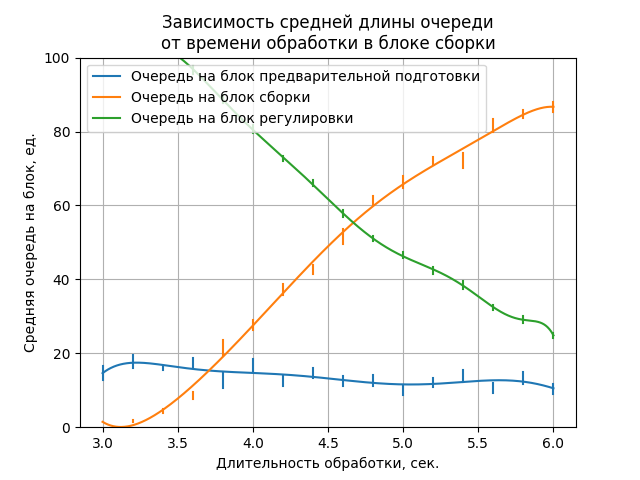 Зависимость средней длины очереди
от времени обработки в блоке сборки
Очередь на блок предварительной подготовки
Очередь на блок сборки
Очередь на блок регулировки
Средняя очередь на блок, ед.
100
80
60
40
20
0
3.0 3.5 4.0 4.5 5.0 5.5 6.0
Длительность обработки, сек.